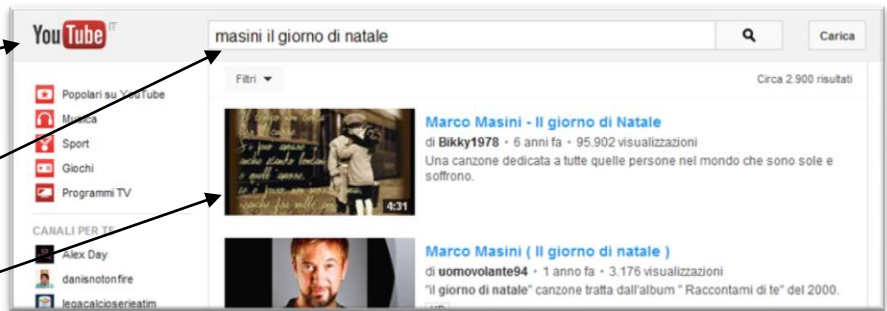 You Tube IT
masini il giorno di natale
Carica
Filtri
Circa 2.900 risultati
Popolari su YouTube
Musica
Sport
Giochi
Programmi TV
CANALI PER TE
Alex Day
danisnotonfire
legacalcioserieatim
4:31
Marco Masini - Il giorno di Natale
di Bikky1978 • 6 anni fa • 95.902 visualizzazioni
Una canzone dedicata a tutte quelle persone nel mondo che sono sole e
soffrono.
Marco Masini ( Il giorno di natale )
di uomovolante94 • 1 anno fa • 3.176 visualizzazioni
"il giorno di natale" canzone tratta dall'album " Raccontami di te" del 2000.